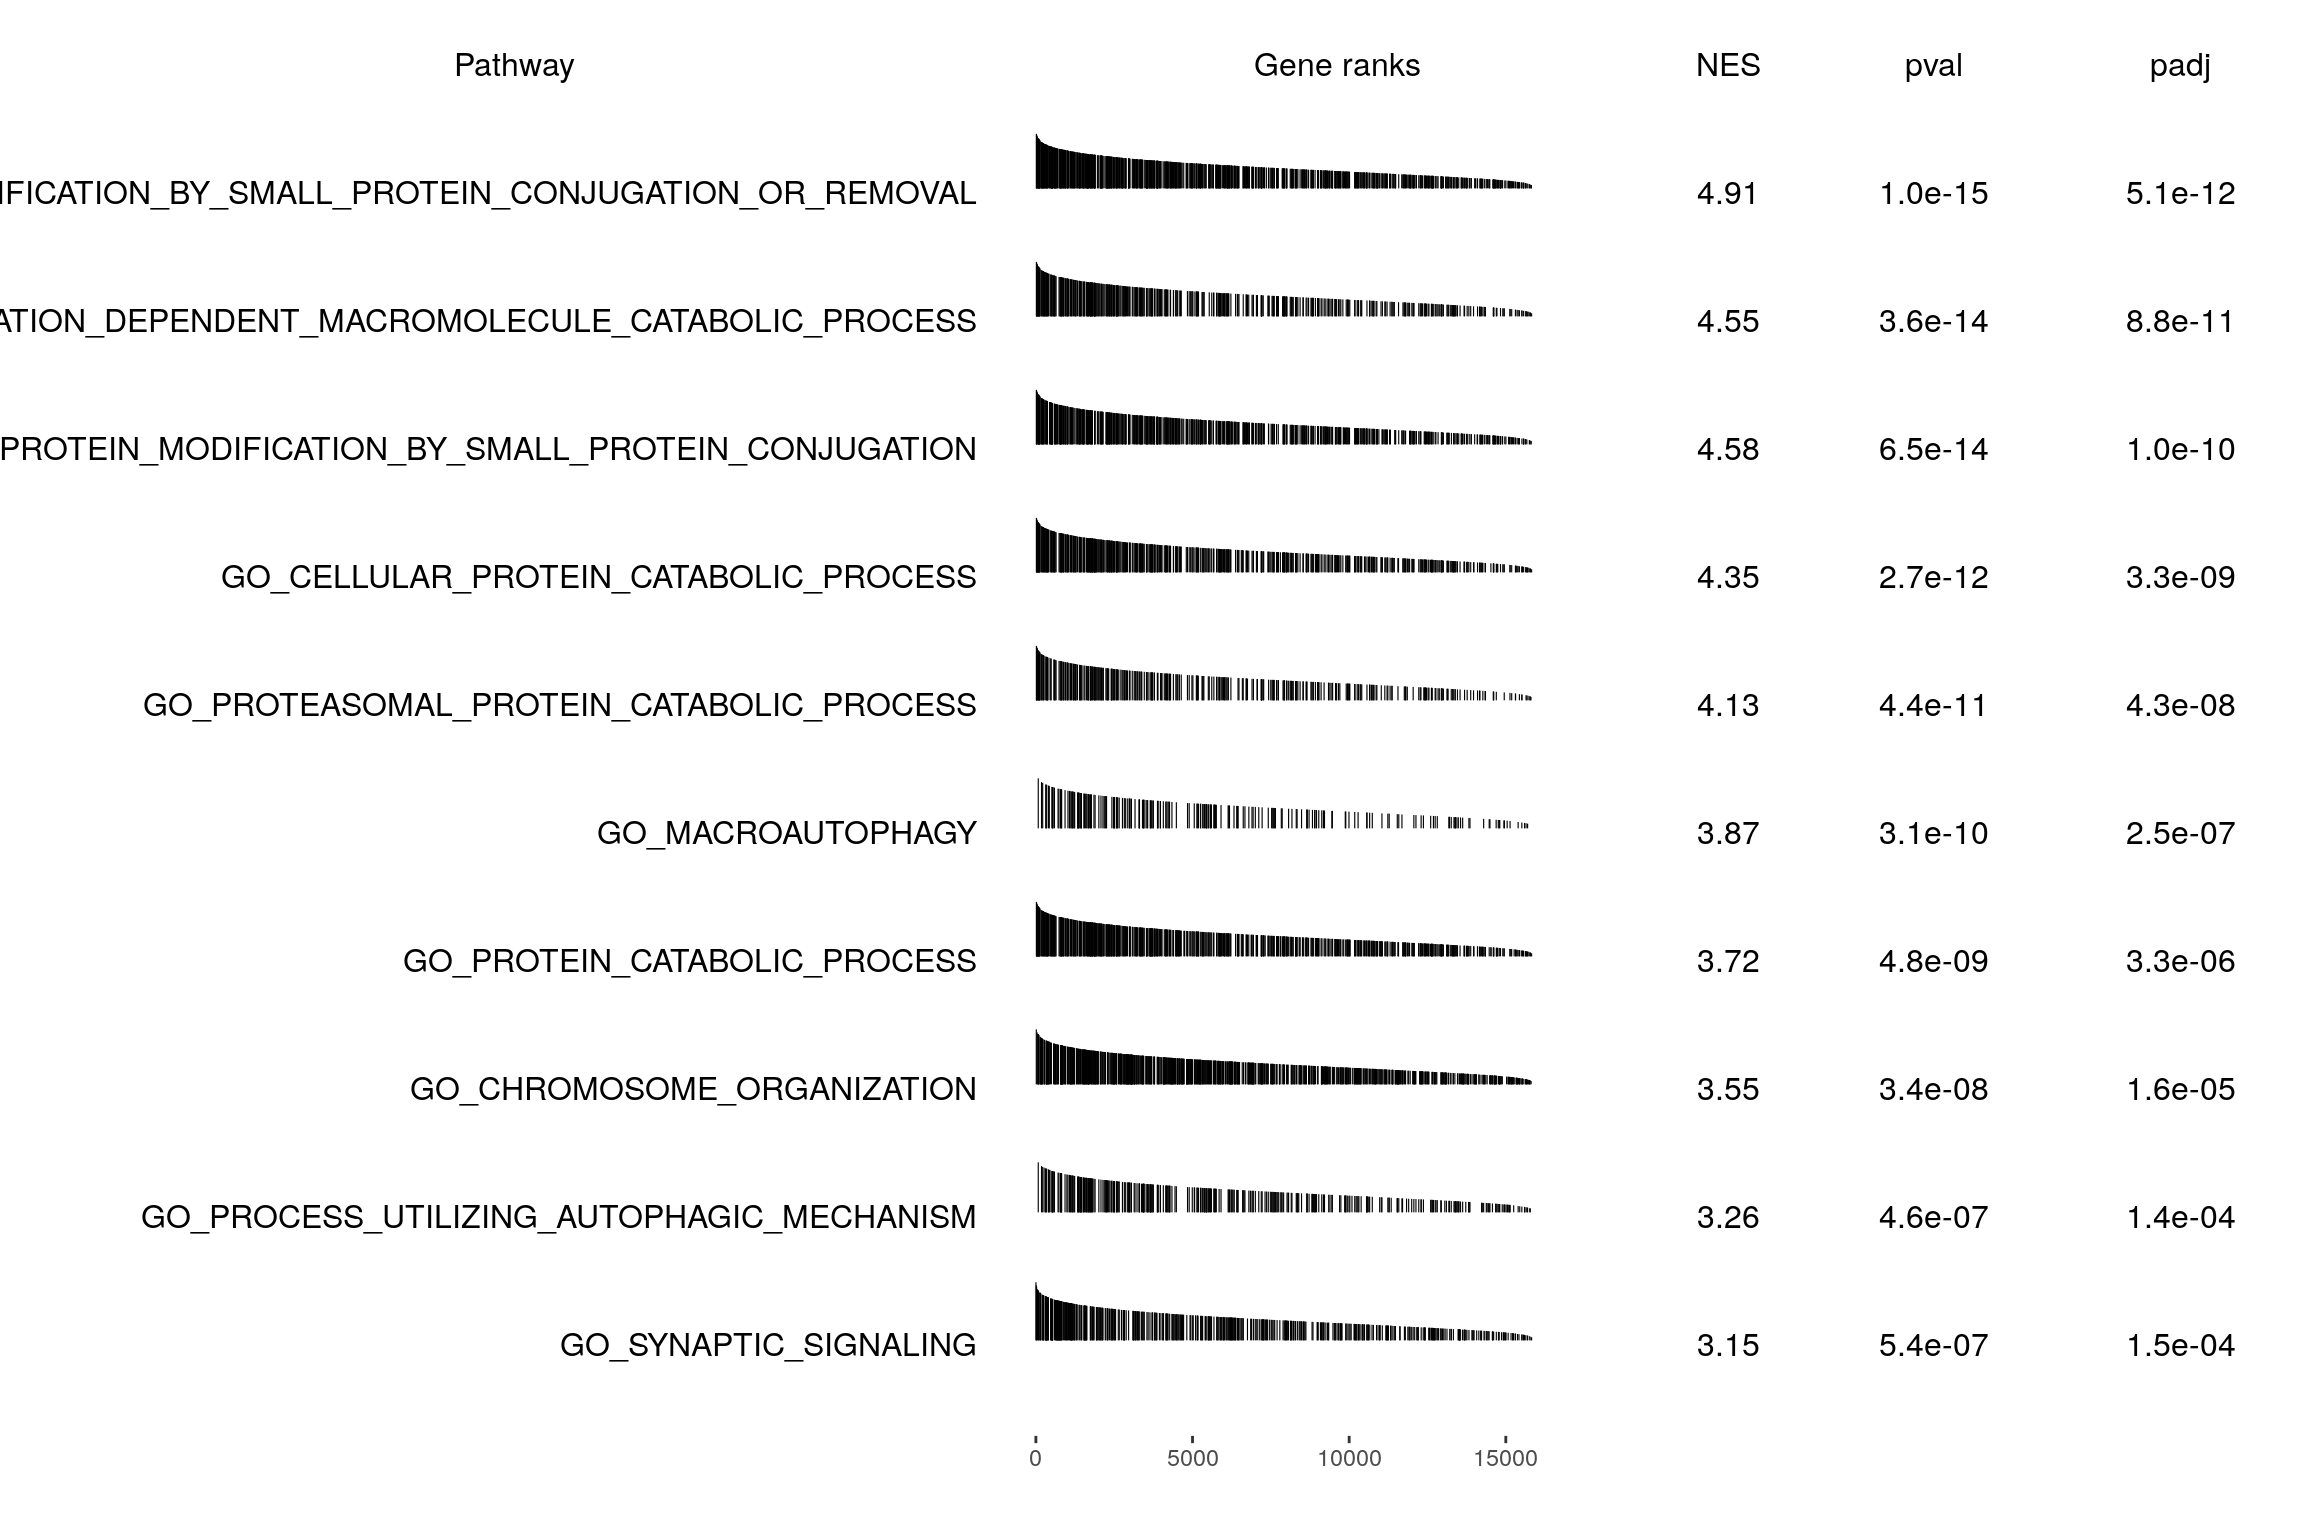 Pathway Gene ranks NES pval padj
IFICATION_BY_SMALL_PROTEIN_CONJUGATION_OR_REMOVAL 4.91 1.0e-15 5.1e-12
ATION_DEPENDENT_MACROMOLECULE_CATABOLIC_PROCESS 4.55 3.6e-14 8.8e-11
PROTEIN_MODIFICATION_BY_SMALL_PROTEIN_CONJUGATION 4.58 6.5e-14 1.0e-10
GO_CELLULAR_PROTEIN_CATABOLIC_PROCESS 4.35 2.7e-12 3.3e-09
GO_PROTEASOMAL_PROTEIN_CATABOLIC_PROCESS 4.13 4.4e-11 4.3e-08
GO_MACROAUTOPHAGY 3.87 3.1e-10 2.5e-07
GO_PROTEIN_CATABOLIC_PROCESS 3.72 4.8e-09 3.3e-06
GO_CHROMOSOME_ORGANIZATION 3.55 3.4e-08 1.6e-05
GO_PROCESS_UTILIZING_AUTOPHAGIC_MECHANISM 3.26 4.6e-07 1.4e-04
GO_SYNAPTIC_SIGNALING 3.15 5.4e-07 1.5e-04
0 5000 10000 15000